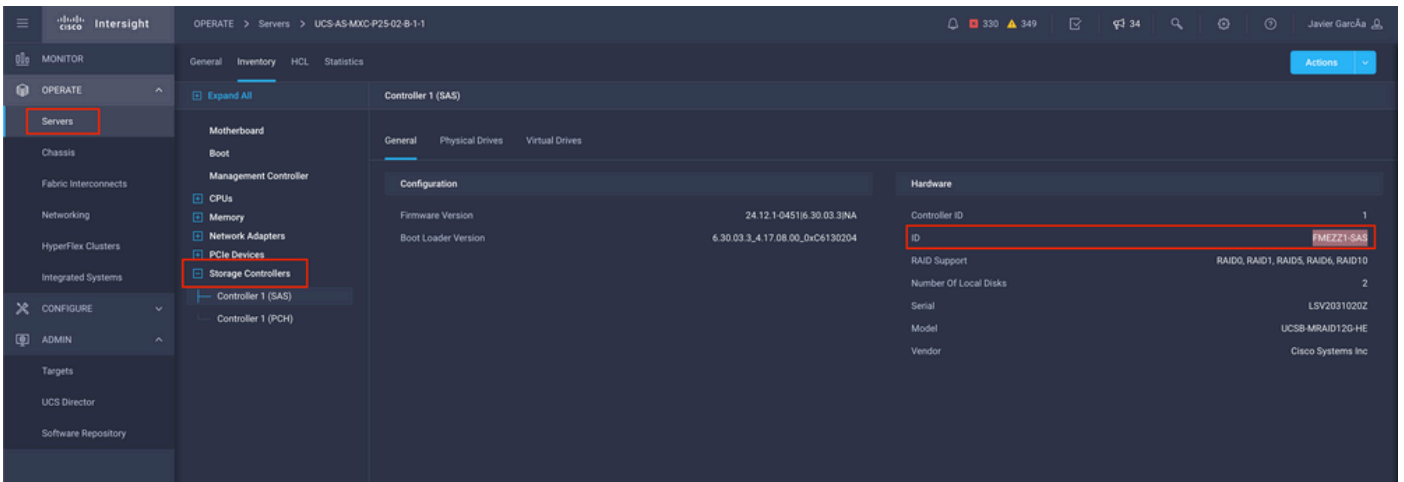 cisco Intersight
OPERATE > Servers > UCS-AS-MXC-P25-02-B-1-1
330 349
34
Javier GarcÃa
MONITOR
OPERATE
Servers
Chassis
Fabric Interconnects
Networking
HyperFlex Clusters
Integrated Systems
CONFIGURE
ADMIN
Targets
UCS Director
Software Repository
General Inventory HCL Statistics
Actions
Expand All
Motherboard
Boot
Management Controller
CPUs
Memory
Network Adapters
PCIe Devices
Storage Controllers
Controller 1 (SAS)
Controller 1 (PCH)
Controller 1 (SAS)
General Physical Drives Virtual Drives
Configuration
Firmware Version 24.12.1-0451|6.30.03.3|NA
Boot Loader Version 6.30.03.3_4.17.08.00_0xC6130204
Hardware
Controller ID 1
ID FMEZZ1-SAS
RAID Support RAID0, RAID1, RAID5, RAID6, RAID10
Number Of Local Disks 2
Serial LSV2031020Z
Model UCSB-MRAID12G-HE
Vendor Cisco Systems Inc